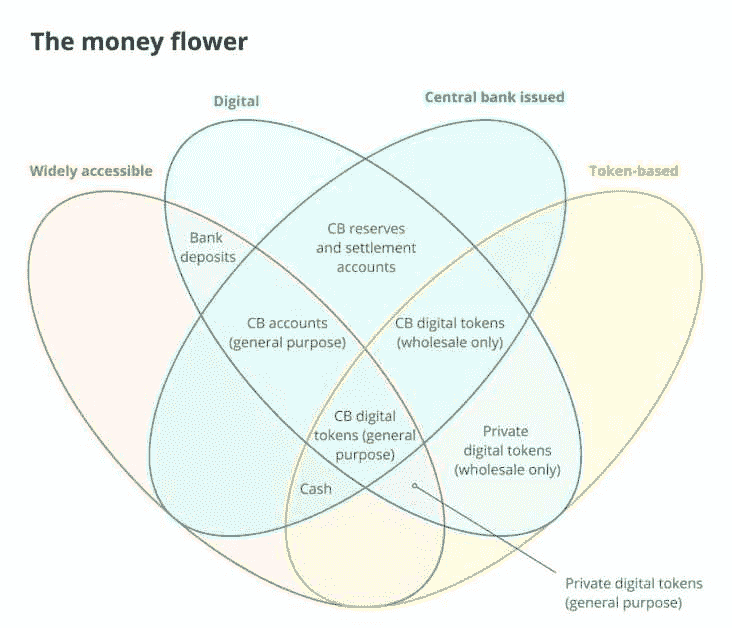 The money flower
Digital
Central bank issued
Widely accessible
Token-based
Bank
deposits
CB reserves
and settlement
accounts
CB accounts
(general purpose)
CB digital tokens
(wholesale only)
CB digital
tokens (general
purpose)
Private
digital tokens
(wholesale only)
Cash
Private digital tokens
(general purpose)